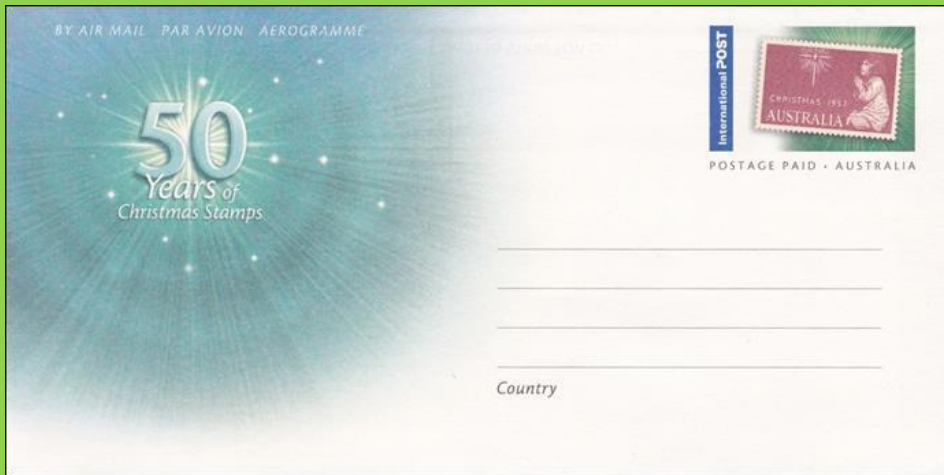 BY AIR MAIL PAR AVION AEROGRAMME
50
Years of
Christmas Stamps
International POST
CHRISTMAS 1957
AUSTRALIA
POSTAGE PAID · AUSTRALIA
Country